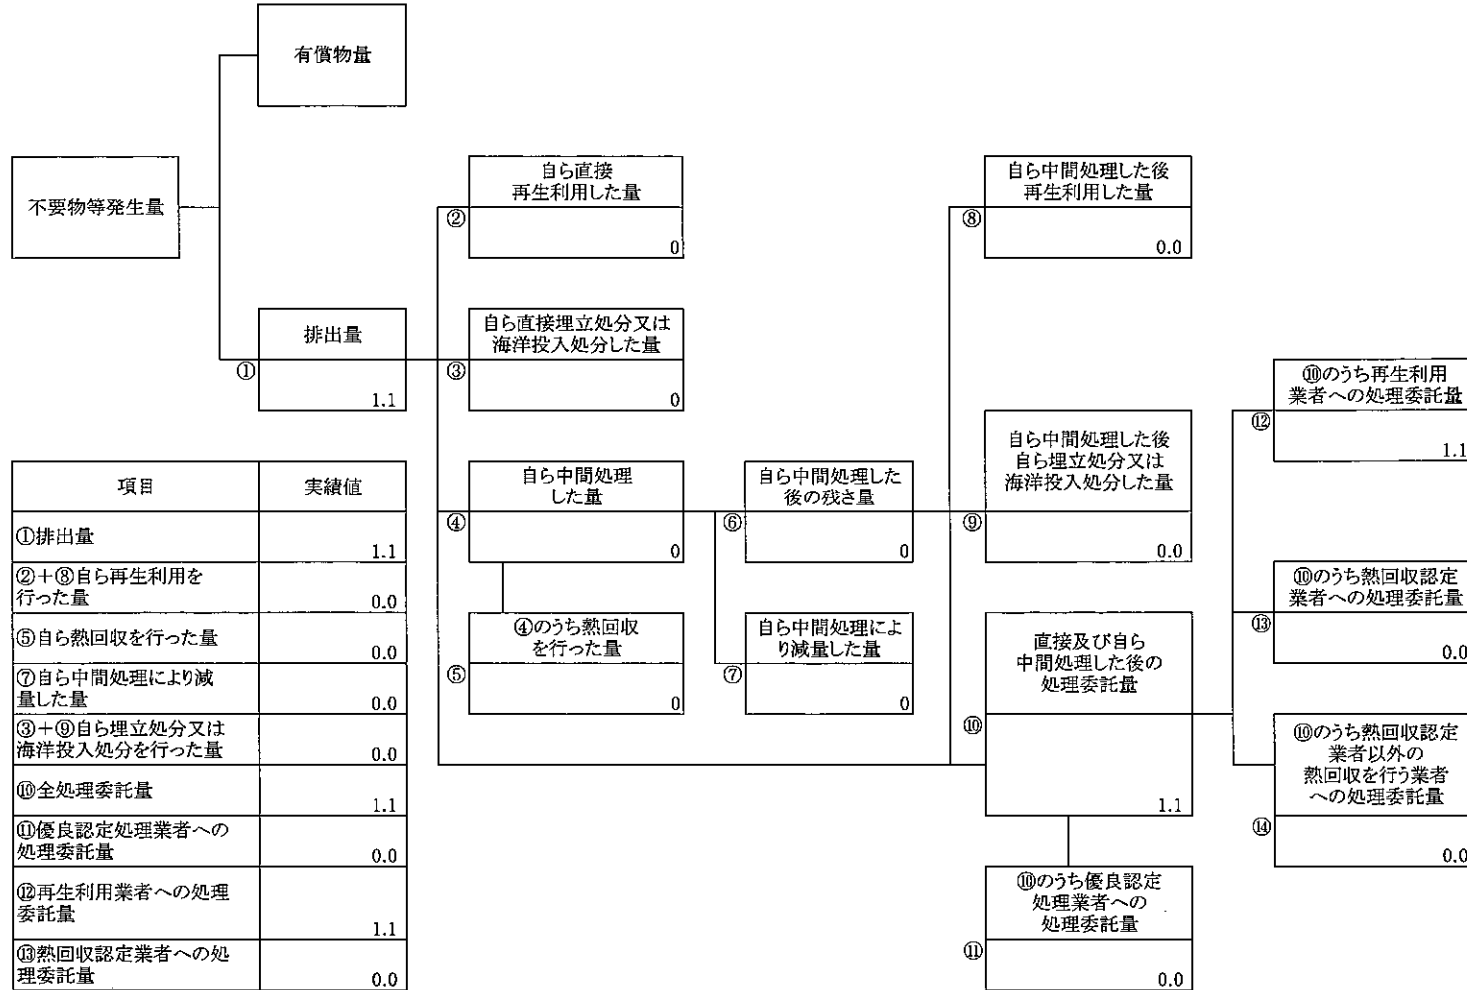 有償物量
不要物等発生量
自ら直接
再生利用した量
②
0
自ら中間処理した後
再生利用した量
⑧
0.0
排出量
①
1.1
自ら直接埋立処分又は
海洋投入処分した量
③
0
⑩のうち再生利用
業者への処理委託量
⑫
1.1
自ら中間処理
した量
④
0
自ら中間処理した
後の残さ量
⑥
0
自ら中間処理した後
自ら埋立処分又は
海洋投入処分した量
⑨
0.0
⑩のうち熱回収認定
業者への処理委託量
⑬
0.0
④のうち熱回収
を行った量
⑤
0
自ら中間処理によ
り減量した量
⑦
0
直接及び自ら
中間処理した後の
処理委託量
⑩
1.1
⑩のうち熱回収認定
業者以外の
熱回収を行う業者
への処理委託量
⑭
0.0
⑩のうち優良認定
処理業者への
処理委託量
⑪
0.0
項目 実績値
①排出量
1.1
②+⑧自ら再生利用を
行った量
0.0
⑤自ら熱回収を行った量
0.0
⑦自ら中間処理により減
量した量
0.0
③+⑨自ら埋立処分又は
海洋投入処分を行った量
0.0
⑩全処理委託量
1.1
⑪優良認定処理業者への
処理委託量
0.0
⑫再生利用業者への処理
委託量
1.1
⑬熱回収認定業者への処
理委託量
0.0